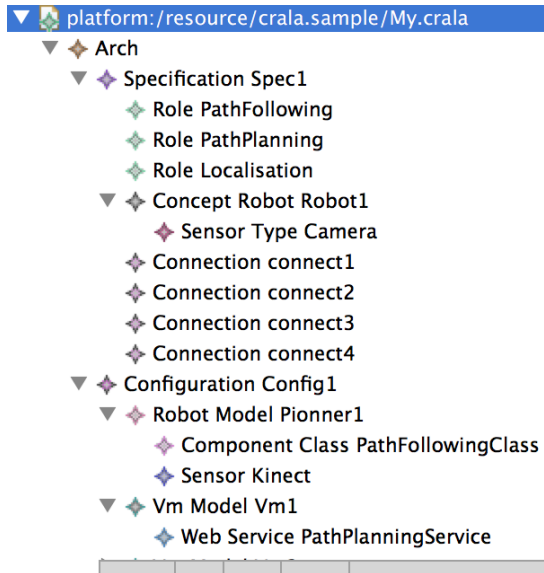 platform:/resource/crala.sample/My.crala
Arch
Specification Spec1
Role PathFollowing
Role PathPlanning
Role Localisation
Concept Robot Robot1
Sensor Type Camera
Connection connect1
Connection connect2
Connection connect3
Connection connect4
Configuration Config1
Robot Model Pionner1
Component Class PathFollowingClass
Sensor Kinect
Vm Model Vm1
Web Service PathPlanningService